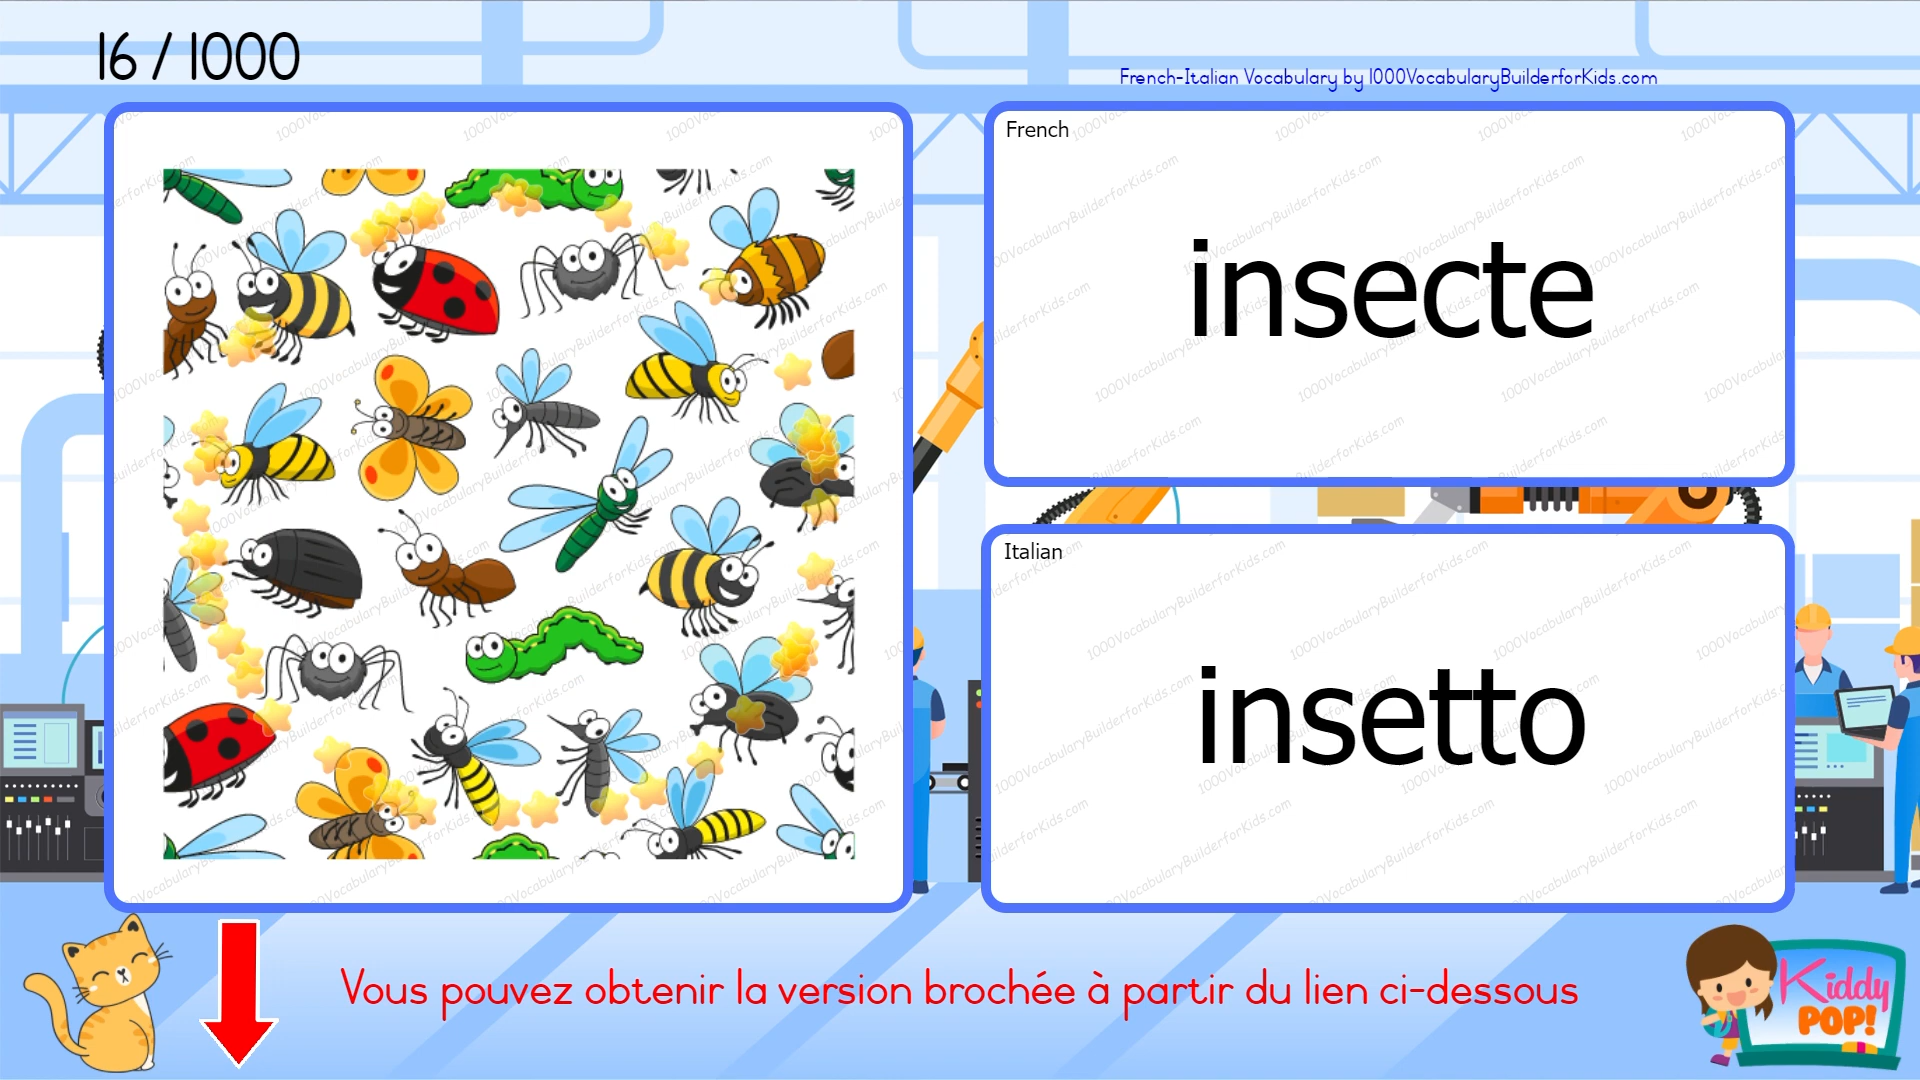 16 / 1000
French-Italian Vocabulary by 1000VocabularyBuilderforKids.com
French
insecte
Italian
insetto
Vous pouvez obtenir la version brochée à partir du lien ci-dessous
Kiddy
POP!